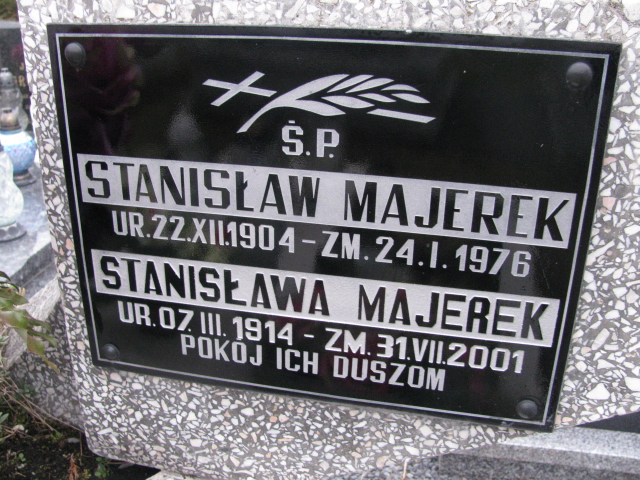 Ś.P.
STANISŁAW MAJEREK
UR.22.XII.1904 - ZM. 24.I.1976
STANISŁAWA MAJEREK
UR.07.III.1914 - ZM.31.VII.2001
POKÓJ ICH DUSZOM